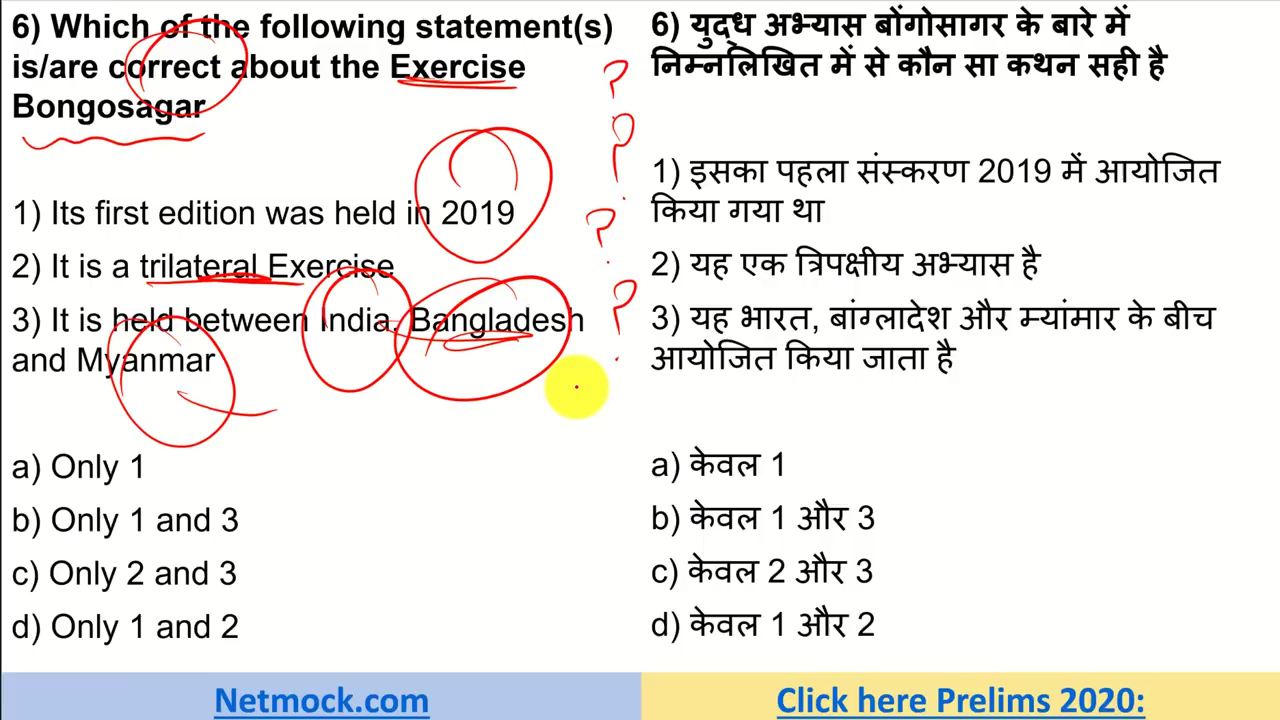 6) Which of the following statement(s)
is/are correct about the Exercise
Bongosagar
1) Its first edition was held in 2019
2) It is a trilateral Exercise
3) It is held between India, Bangladesh
and Myanmar
a) Only 1
b) Only 1 and 3
c) Only 2 and 3
d) Only 1 and 2
6) युद्ध अभ्यास बोंगोसागर के बारे में
निम्नलिखित में से कौन सा कथन सही है
1) इसका पहला संस्करण 2019 में आयोजित
किया गया था
2) यह एक त्रिपक्षीय अभ्यास है
3) यह भारत, बांग्लादेश और म्यांमार के बीच
आयोजित किया जाता है
a) केवल 1
b) केवल 1 और 3
c) केवल 2 और 3
d) केवल 1 और 2
?
?
?
?
Netmock.com
Click here Prelims 2020: